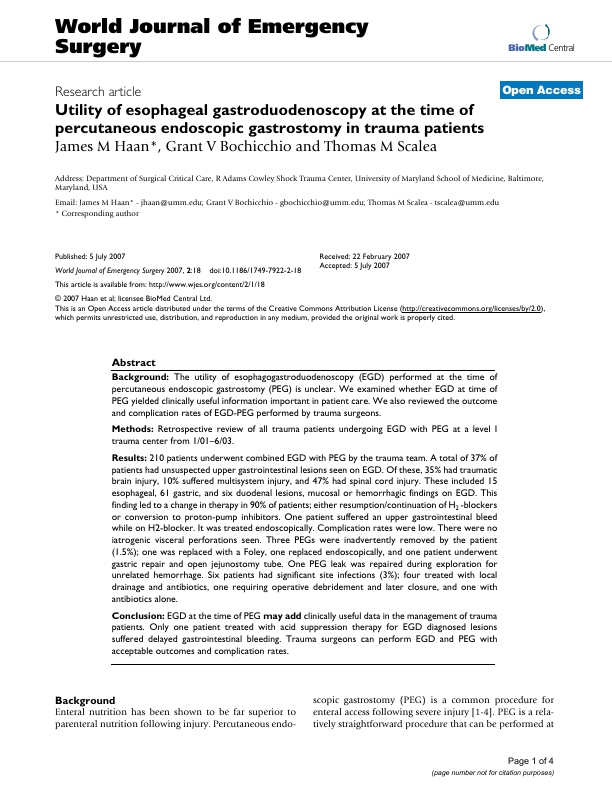 World Journal of Emergency
Surgery
BioMed Central
Open Access
Research article
Utility of esophageal gastroduodenoscopy at the time of
percutaneous endoscopic gastrostomy in trauma patients
James M Haan*, Grant V Bochicchio and Thomas M Scalea
Address: Department of Surgical Critical Care, R Adams Cowley Shock Trauma Center, University of Maryland School of Medicine, Baltimore,
Maryland, USA
Email: James M Haan* - jhaan@umm.edu; Grant V Bochicchio - gbochicchio@umm.edu; Thomas M Scalea - tscalea@umm.edu
* Corresponding author
Published: 5 July 2007
World Journal of Emergency Surgery 2007, 2:18 doi:10.1186/1749-7922-2-18
This article is available from: http://www.wjes.org/content/2/1/18
Received: 22 February 2007
Accepted: 5 July 2007
© 2007 Haan et al; licensee BioMed Central Ltd.
This is an Open Access article distributed under the terms of the Creative Commons Attribution License (http://creativecommons.org/licenses/by/2.0),
which permits unrestricted use, distribution, and reproduction in any medium, provided the original work is properly cited.
Abstract
Background: The utility of esophagogastroduodenoscopy (EGD) performed at the time of
percutaneous endoscopic gastrostomy (PEG) is unclear. We examined whether EGD at time of
PEG yielded clinically useful information important in patient care. We also reviewed the outcome
and complication rates of EGD-PEG performed by trauma surgeons.
Methods: Retrospective review of all trauma patients undergoing EGD with PEG at a level I
trauma center from 1/01–6/03.
Results: 210 patients underwent combined EGD with PEG by the trauma team. A total of 37% of
patients had unsuspected upper gastrointestinal lesions seen on EGD. Of these, 35% had traumatic
brain injury, 10% suffered multisystem injury, and 47% had spinal cord injury. These included 15
esophageal, 61 gastric, and six duodenal lesions, mucosal or hemorrhagic findings on EGD. This
finding led to a change in therapy in 90% of patients; either resumption/continuation of H2 -blockers
or conversion to proton-pump inhibitors. One patient suffered an upper gastrointestinal bleed
while on H2-blocker. It was treated endoscopically. Complication rates were low. There were no
iatrogenic visceral perforations seen. Three PEGs were inadvertently removed by the patient
(1.5%); one was replaced with a Foley, one replaced endoscopically, and one patient underwent
gastric repair and open jejunostomy tube. One PEG leak was repaired during exploration for
unrelated hemorrhage. Six patients had significant site infections (3%); four treated with local
drainage and antibiotics, one requiring operative debridement and later closure, and one with
antibiotics alone.
Conclusion: EGD at the time of PEG may add clinically useful data in the management of trauma
patients. Only one patient treated with acid suppression therapy for EGD diagnosed lesions
suffered delayed gastrointestinal bleeding. Trauma surgeons can perform EGD and PEG with
acceptable outcomes and complication rates.
Background
Enteral nutrition has been shown to be far superior to
parenteral nutrition following injury. Percutaneous endo-
scopic gastrostomy (PEG) is a common procedure for
enteral access following severe injury [1-4]. PEG is a rela-
tively straightforward procedure that can be performed at
Page 1 of 4
(page number not for citation purposes)